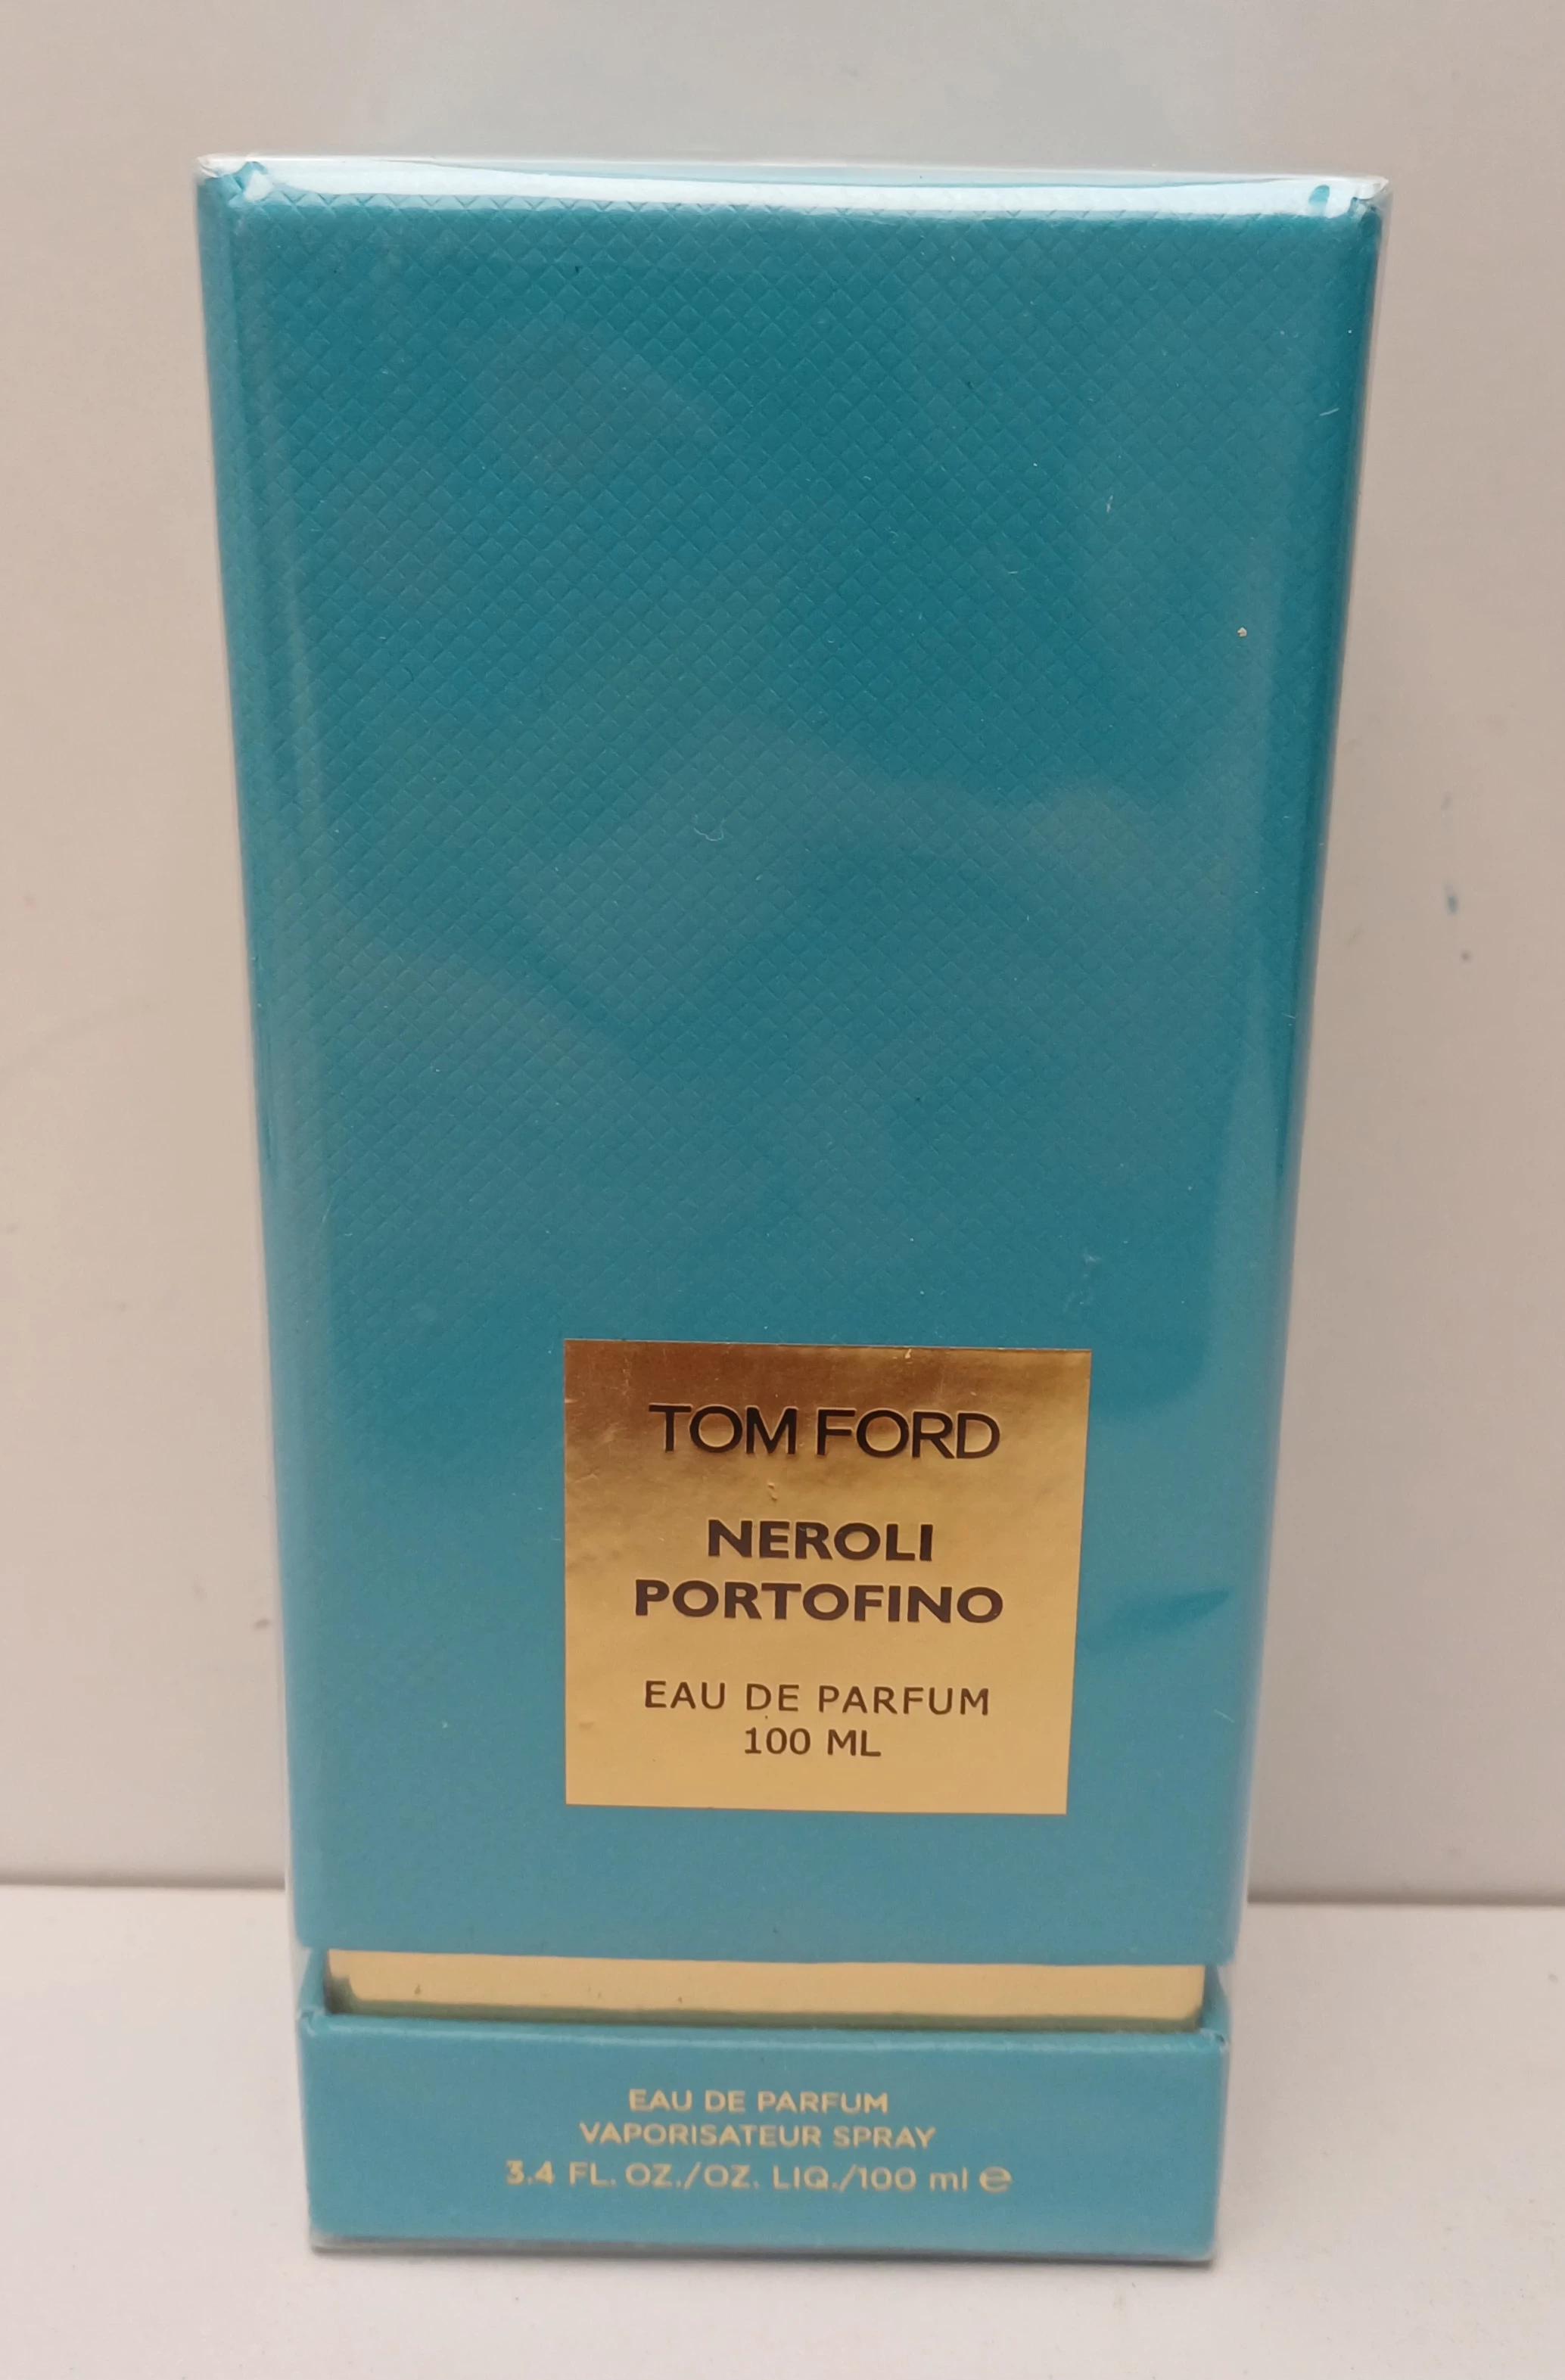 TOM FORD
NEROLI
PORTOFINO
EAU DE PARFUM
100 ML
EAU DE PARFUM
VAPORISATEUR SPRAY
3.4 FL. OZ./OZ. LIQ./100 ml ℮